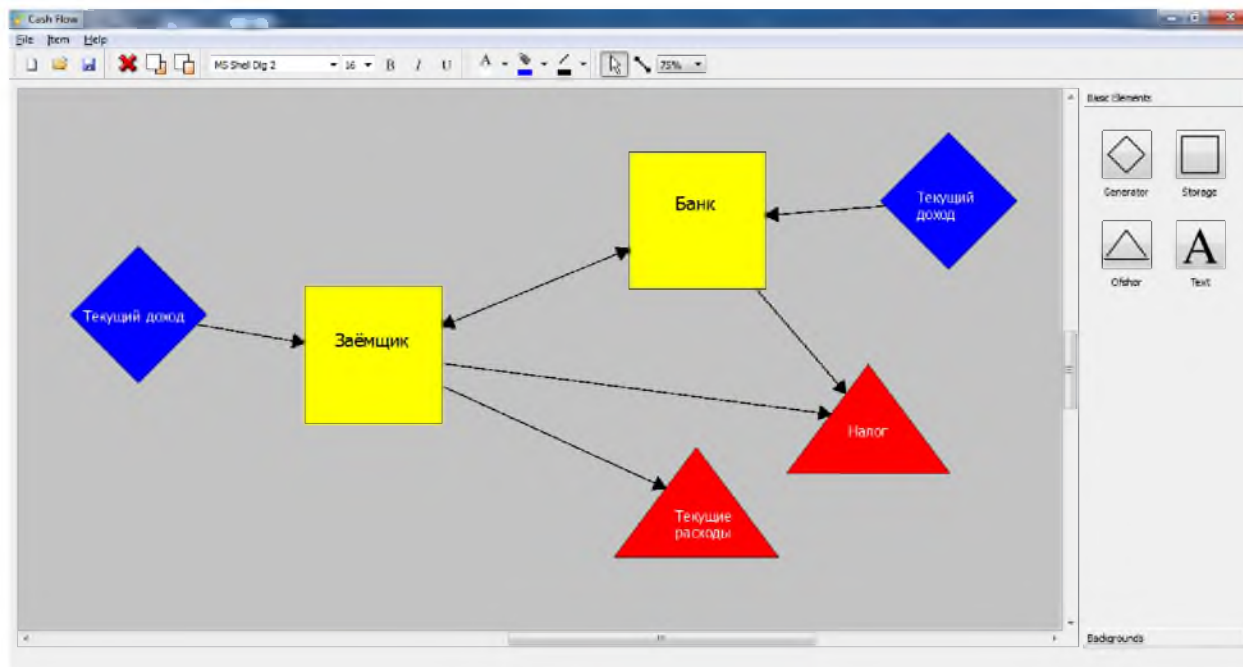 Cash Flow
File Item Help
MS Shell Dlg 2 16 B I U A 75%
Basic Elements
Generator Storage
A
Ofshor Text
Backgrounds
Банк
Текущий
доход
Текущий доход
Заёмщик
Налог
Текущие
расходы